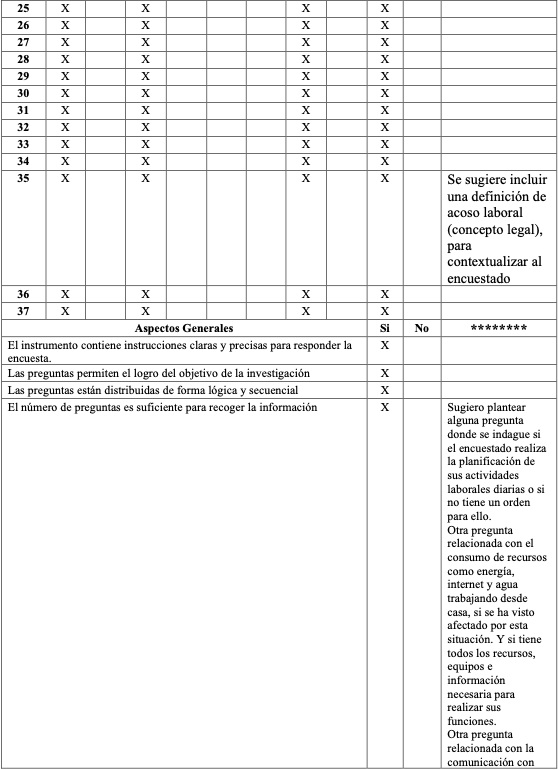 25 X X X X
26 X X X X
27 X X X X
28 X X X X
29 X X X X
30 X X X X
31 X X X X
32 X X X X
33 X X X X
34 X X X X
35 X X X X Se sugiere incluir
una definición de
acoso laboral
(concepto legal),
para
contextualizar al
encuestado
36 X X X X
37 X X X X
Aspectos Generales Si No ********
El instrumento contiene instrucciones claras y precisas para responder la X
encuesta.
Las preguntas permiten el logro del objetivo de la investigación X
Las preguntas están distribuidas de forma lógica y secuencial X
El número de preguntas es suficiente para recoger la información X Sugiero plantear
alguna pregunta
donde se indague si
el encuestado realiza
la planificación de
sus actividades
laborales diarias o si
no tiene un orden
para ello.
Otra pregunta
relacionada con el
consumo de recursos
como energía,
internet y agua
trabajando desde
casa, si se ha visto
afectado por esta
situación. Y si tiene
todos los recursos,
equipos e
información
necesaria para
realizar sus
funciones.
Otra pregunta
relacionada con la
comunicación con